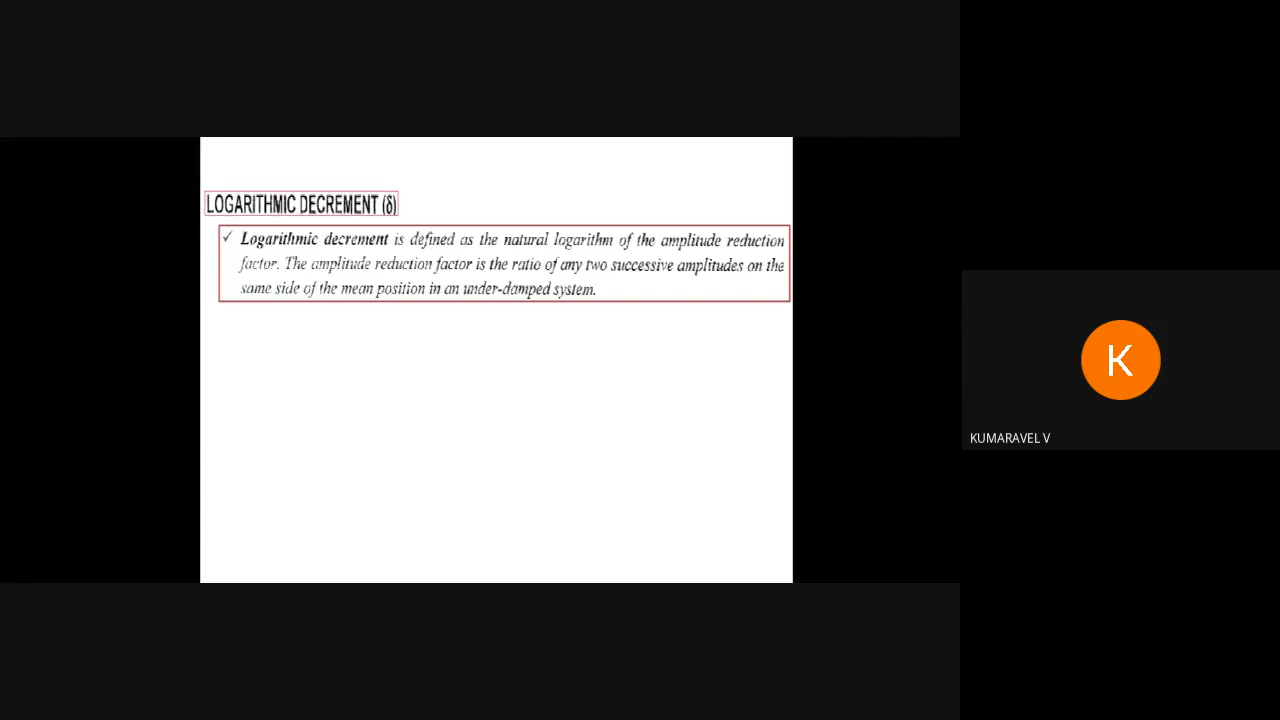 LOGARITHMIC DECREMENT (δ)
✓ Logarithmic decrement is defined as the natural logarithm of the amplitude reduction
factor. The amplitude reduction factor is the ratio of any two successive amplitudes on the
same side of the mean position in an under-damped system.
K
KUMARAVEL V